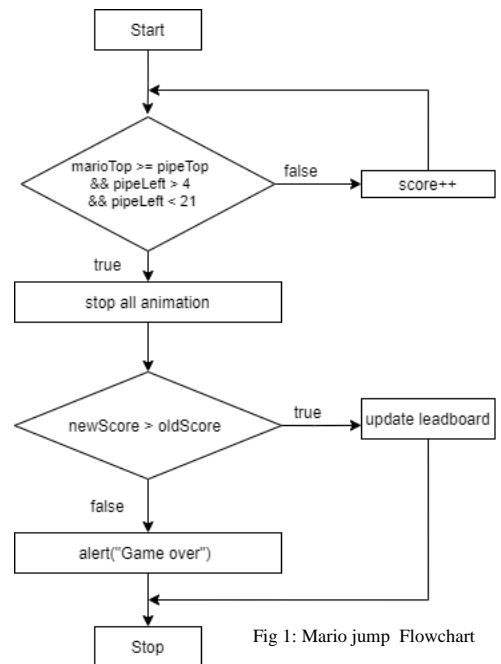 Start
marioTop >= pipeTop
&& pipeLeft > 4
&& pipeLeft < 21
false
score++
true
stop all animation
newScore > oldScore
true
update leadboard
false
alert("Game over")
Stop
Fig 1: Mario jump Flowchart